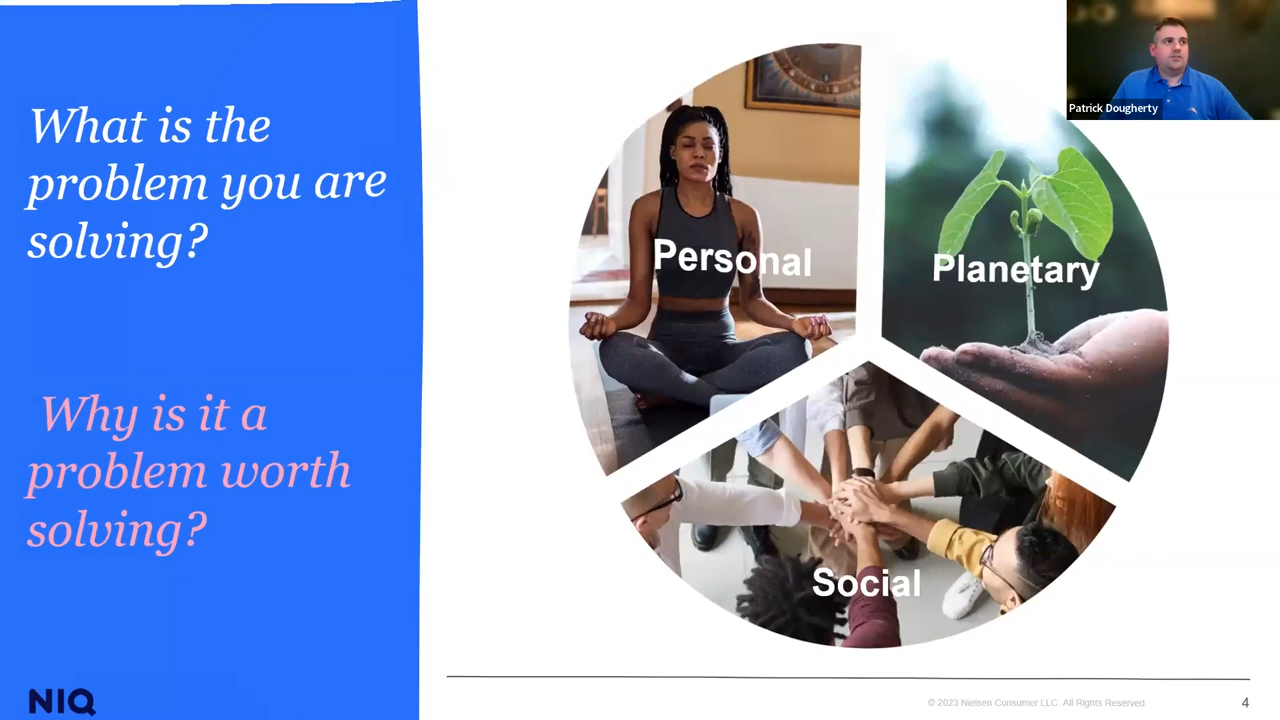 What is the
problem you are
solving?
Why is it a
problem worth
solving?
Personal
Planetary
Social
Patrick Dougherty
NIQ
© 2023 Nielsen Consumer LLC. All Rights Reserved.
4